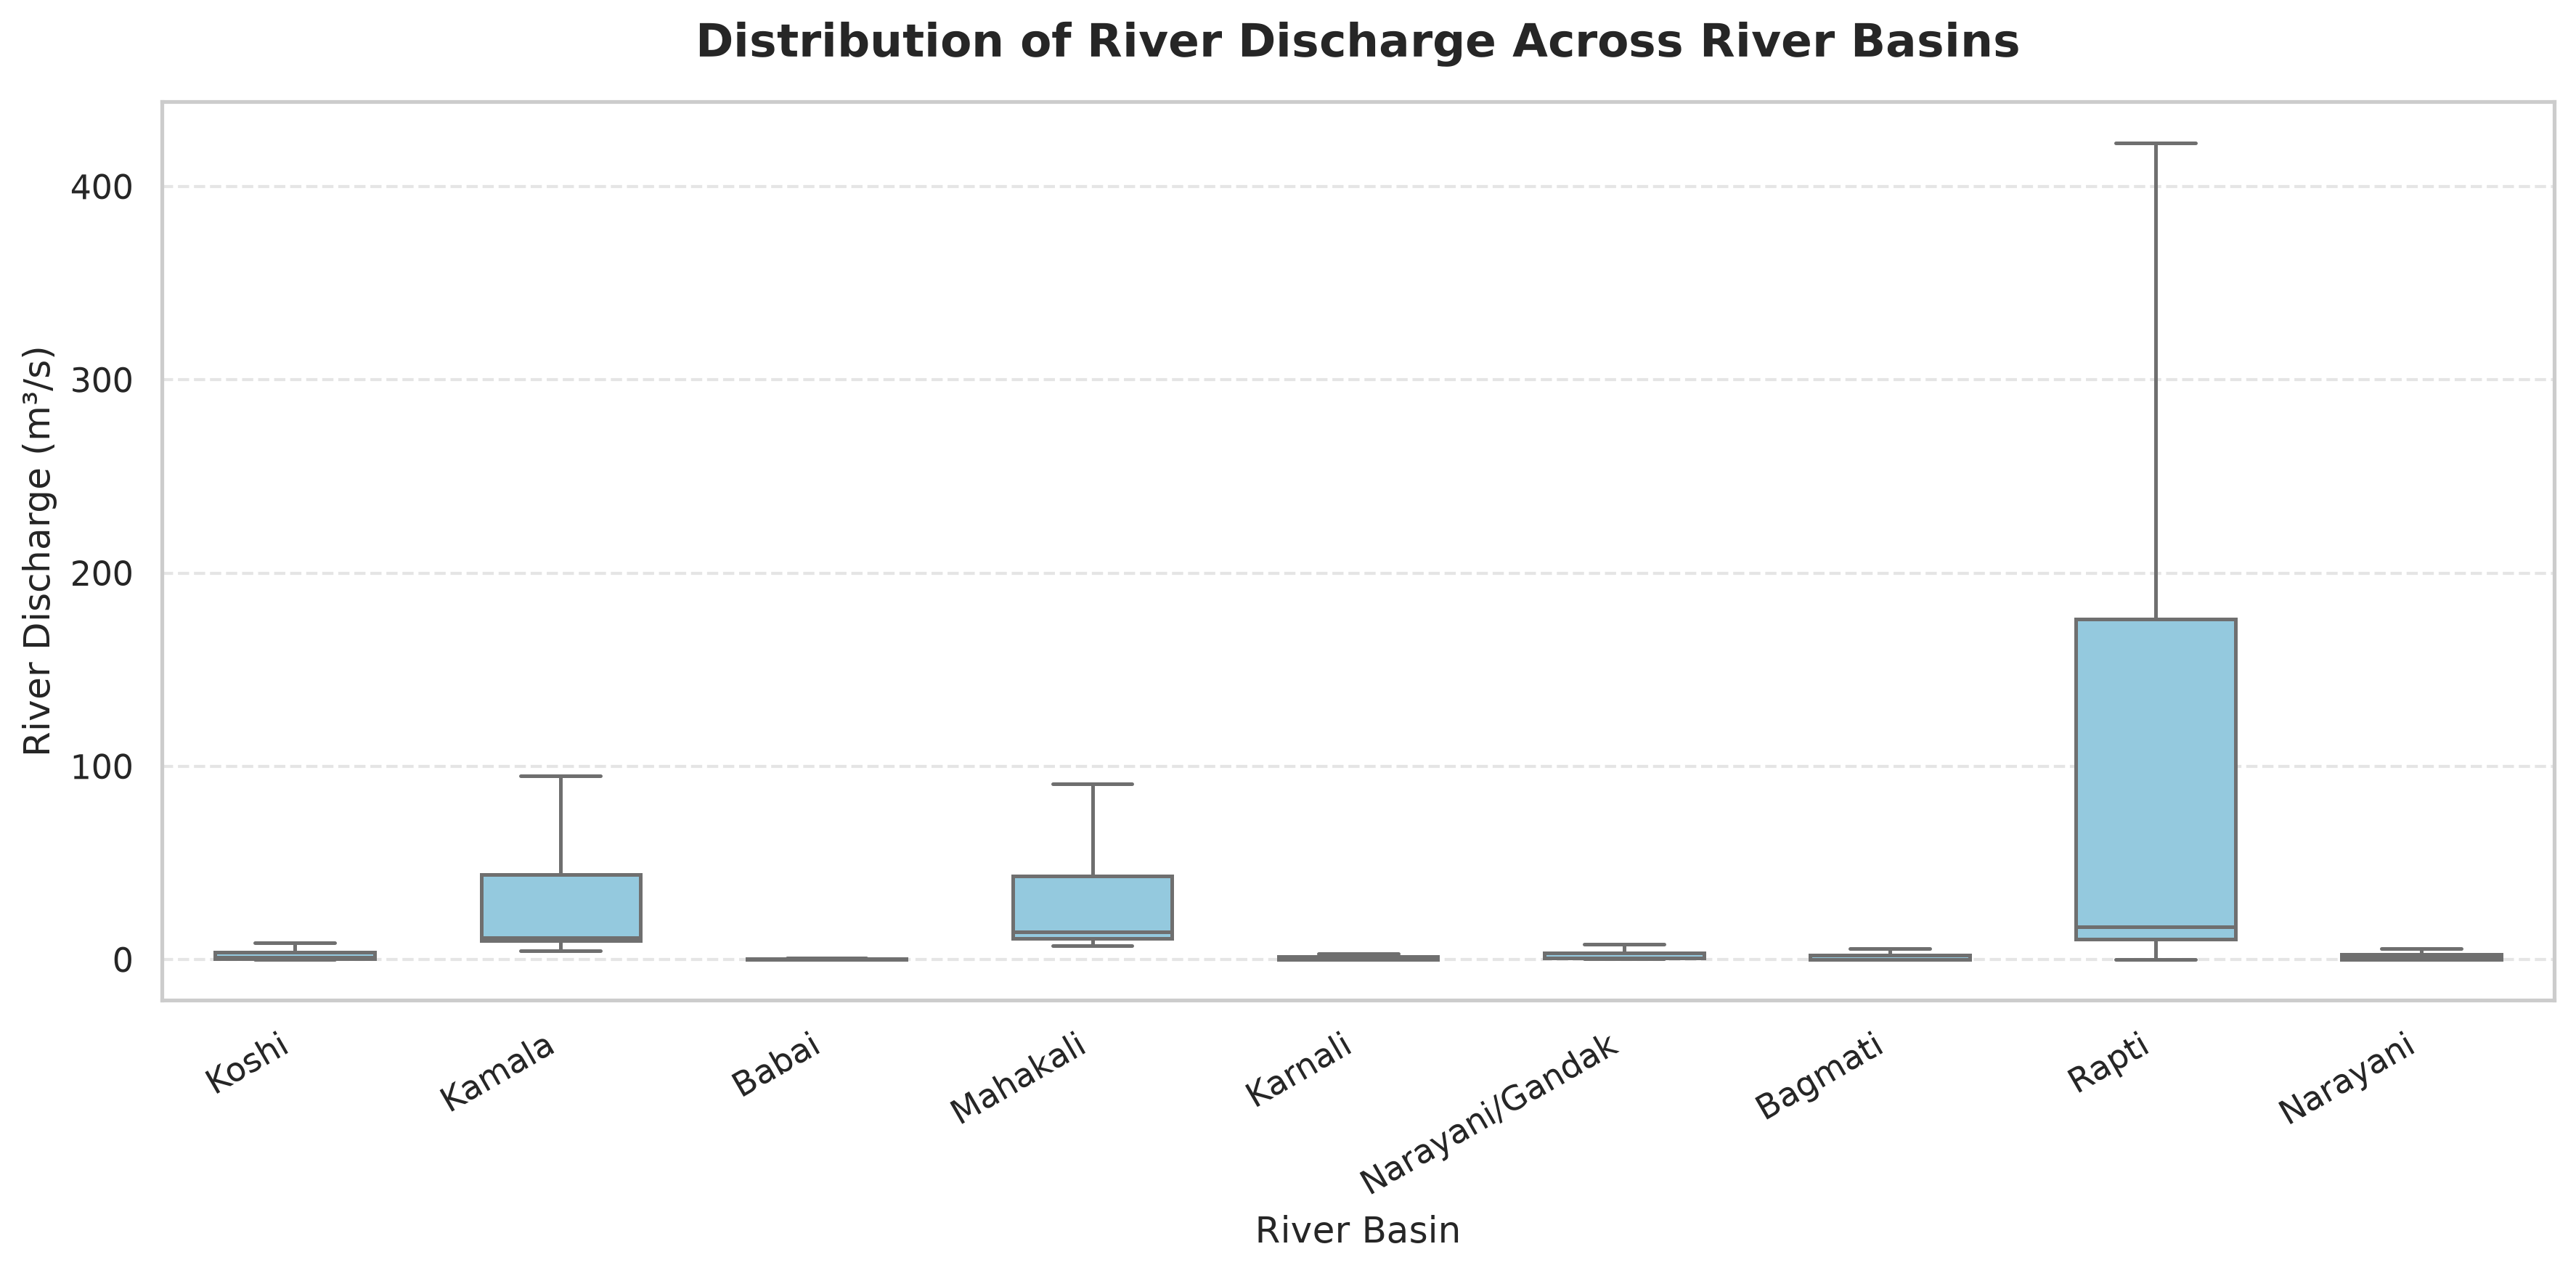 Distribution of River Discharge Across River Basins
River Discharge (m³/s)
400
300
200
100
0
Koshi
Kamala
Babai
Mahakali
Karnali
Narayani/Gandak
Bagmati
Rapti
Narayani
River Basin